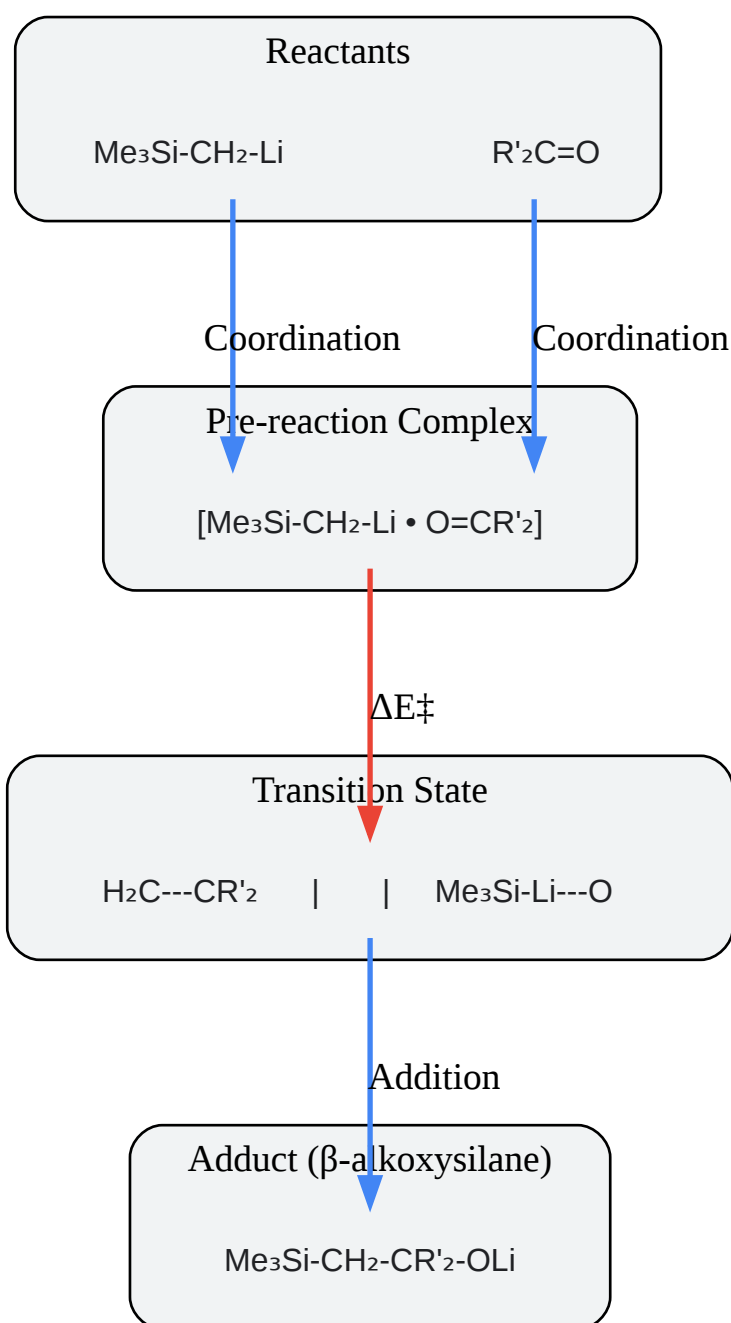 Reactants
Me₃Si-CH₂-Li R'₂C=O
Coordination Coordination
Pre-reaction Complex
[Me₃Si-CH₂-Li • O=CR'₂]
ΔE‡
Transition State
H₂C---CR'₂ | | Me₃Si-Li---O
Addition
Adduct (β-alkoxysilane)
Me₃Si-CH₂-CR'₂-OLi